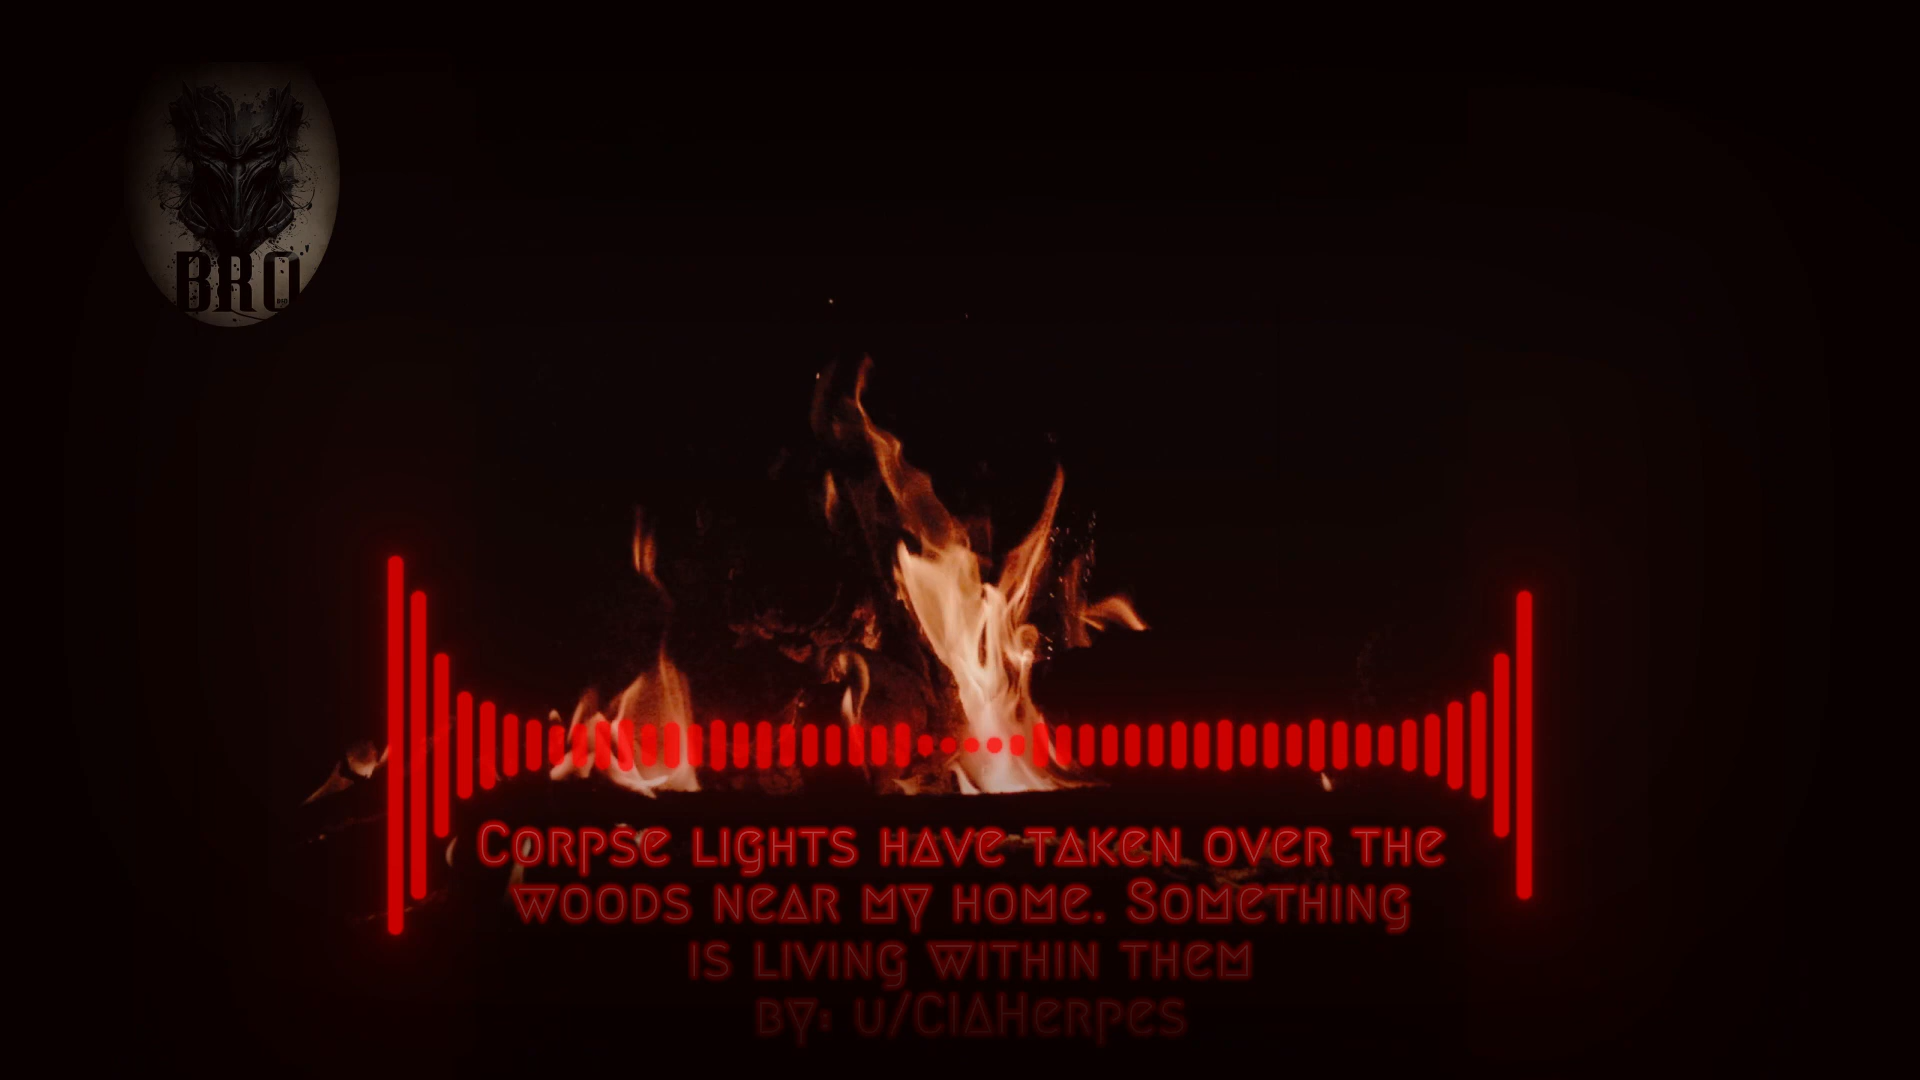 BRO
Corpse lights have taken over the
woods near my home. Something
is living within them
by: u/CIAHerpes